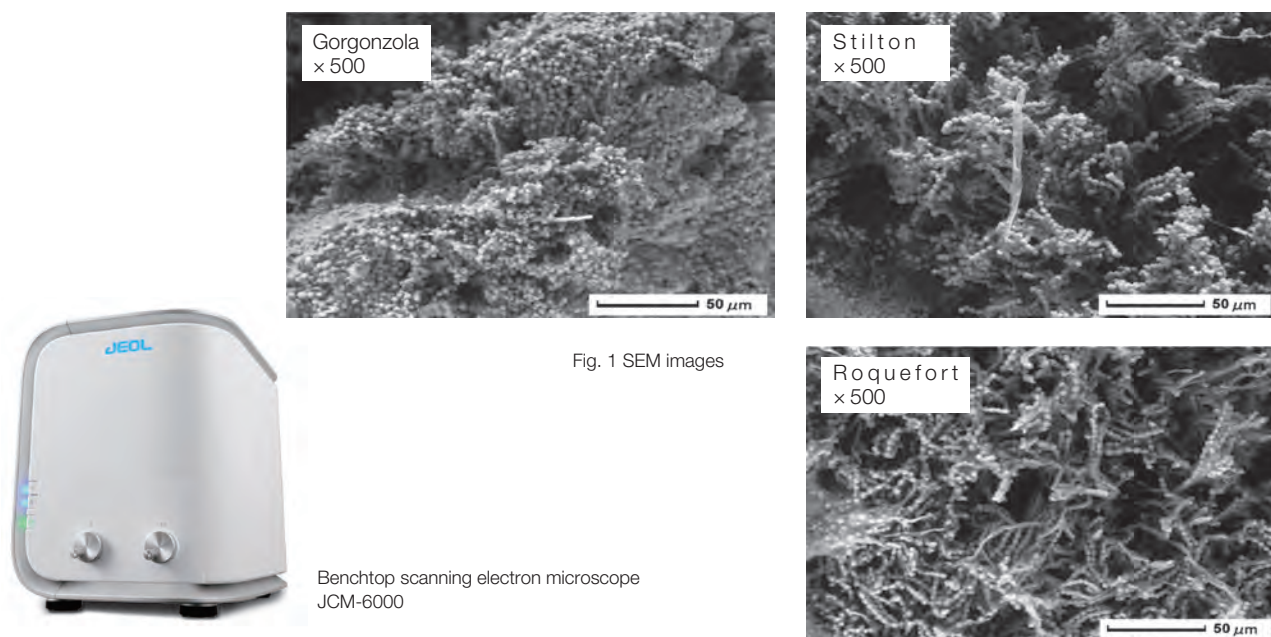 Gorgonzola
× 500
50 μm
Stilton
× 500
50 μm
Fig. 1 SEM images
Roquefort
× 500
50 μm
JEOL
Benchtop scanning electron microscope
JCM-6000